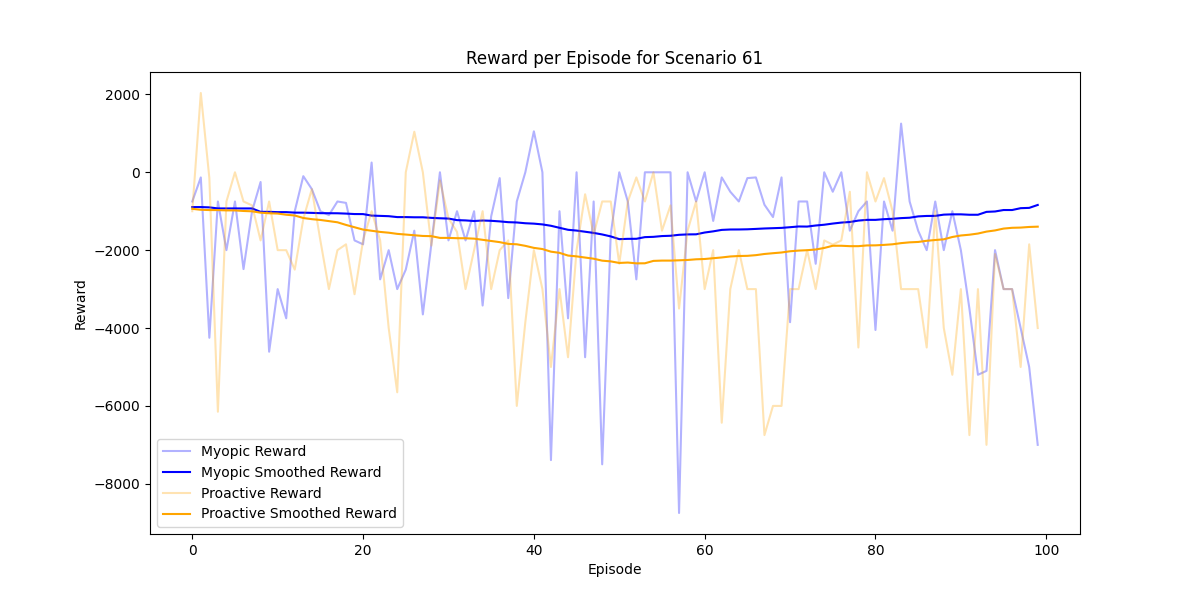 Reward per Episode for Scenario 61
2000
0
−2000
−4000
−6000
−8000
Reward
Myopic Reward
Myopic Smoothed Reward
Proactive Reward
Proactive Smoothed Reward
0 20 40 60 80 100
Episode